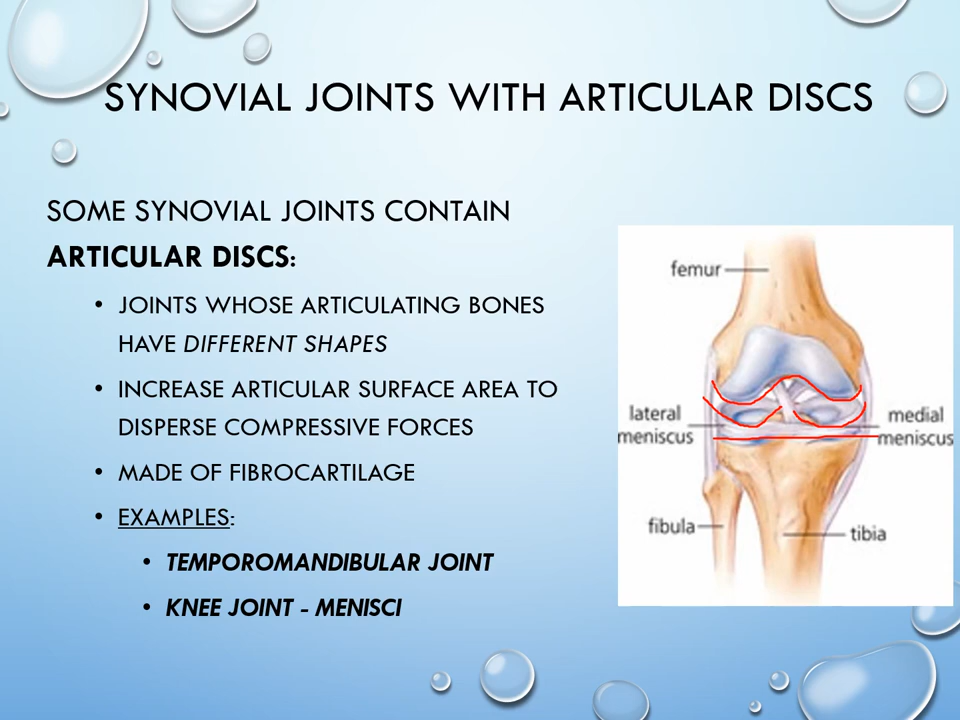 SYNOVIAL JOINTS WITH ARTICULAR DISCS
SOME SYNOVIAL JOINTS CONTAIN
ARTICULAR DISCS:
• JOINTS WHOSE ARTICULATING BONES
HAVE DIFFERENT SHAPES
• INCREASE ARTICULAR SURFACE AREA TO
DISPERSE COMPRESSIVE FORCES
• MADE OF FIBROCARTILAGE
• EXAMPLES:
• TEMPOROMANDIBULAR JOINT
• KNEE JOINT - MENISCI
femur
lateral
meniscus
medial
meniscus
fibula
tibia